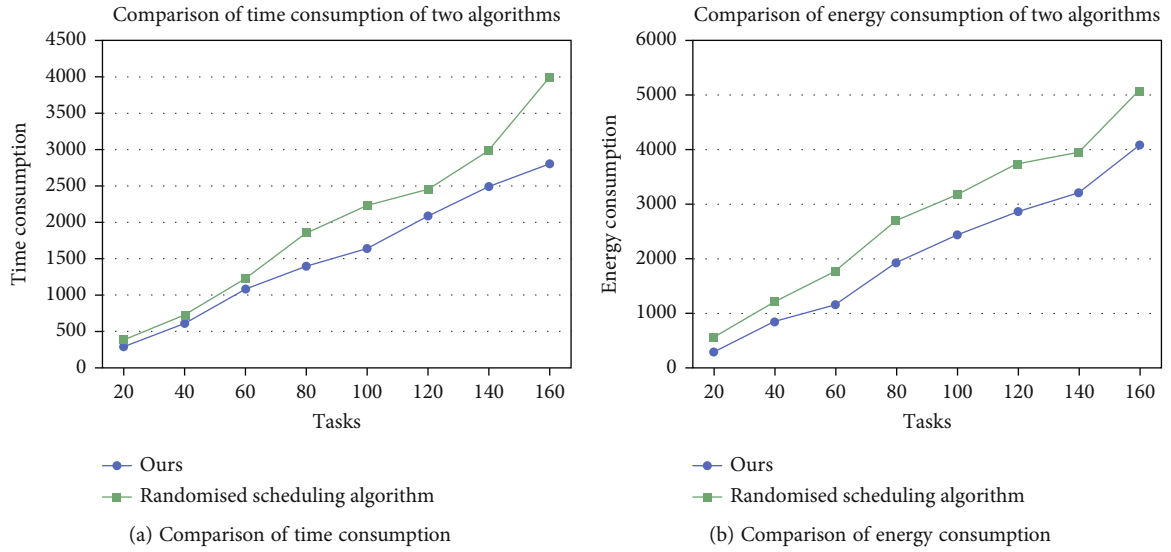 Comparison of time consumption of two algorithms
4500
4000
3500
3000
2500
2000
1500
1000
500
0
Time consumption
20 40 60 80 100 120 140 160
Tasks
Ours
Randomised scheduling algorithm
(a) Comparison of time consumption
Comparison of energy consumption of two algorithms
6000
5000
4000
3000
2000
1000
0
Energy consumption
20 40 60 80 100 120 140 160
Tasks
Ours
Randomised scheduling algorithm
(b) Comparison of energy consumption